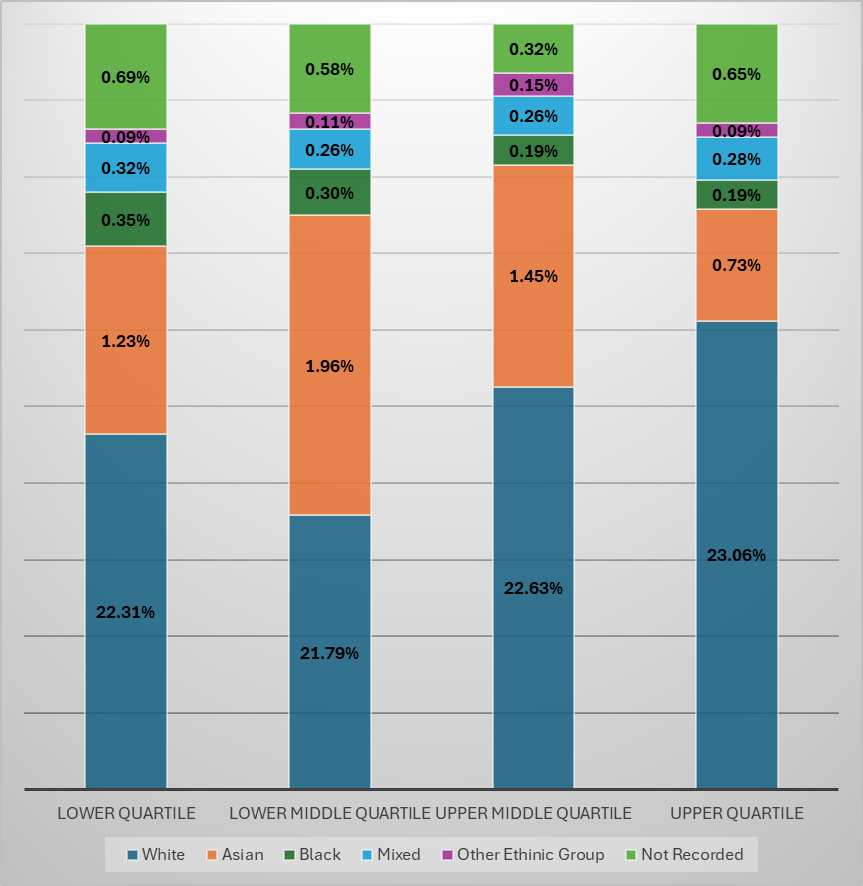 0.69% 0.58% 0.32% 0.65%
0.09% 0.11% 0.15% 0.09%
0.32% 0.26% 0.26% 0.28%
0.35% 0.30% 0.19% 0.19%
1.23% 1.96% 1.45% 0.73%
22.31% 21.79% 22.63% 23.06%
LOWER QUARTILE LOWER MIDDLE QUARTILE UPPER MIDDLE QUARTILE UPPER QUARTILE
White Asian Black Mixed Other Ethinic Group Not Recorded